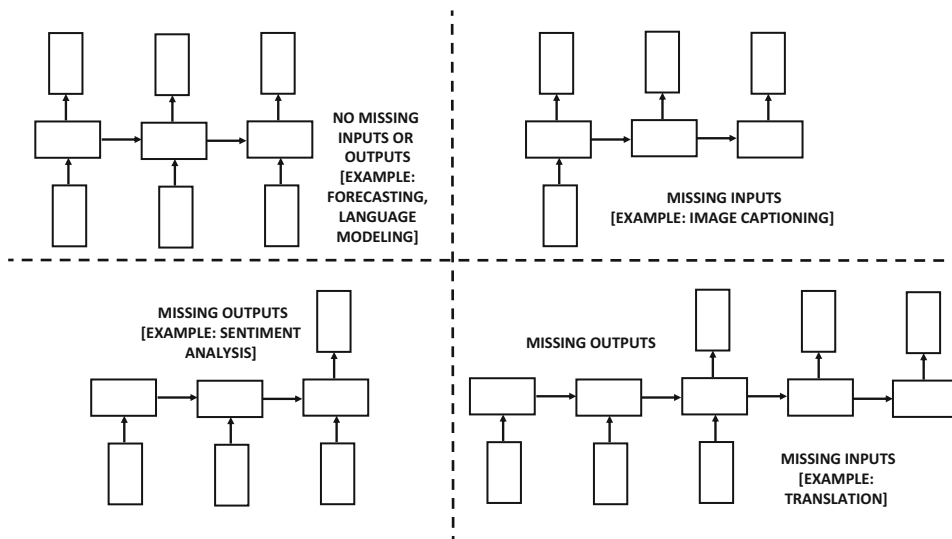 NO MISSING
INPUTS OR
OUTPUTS
[EXAMPLE:
FORECASTING,
LANGUAGE
MODELING]
MISSING INPUTS
[EXAMPLE: IMAGE CAPTIONING]
MISSING OUTPUTS
[EXAMPLE: SENTIMENT
ANALYSIS]
MISSING OUTPUTS
MISSING INPUTS
[EXAMPLE:
TRANSLATION]